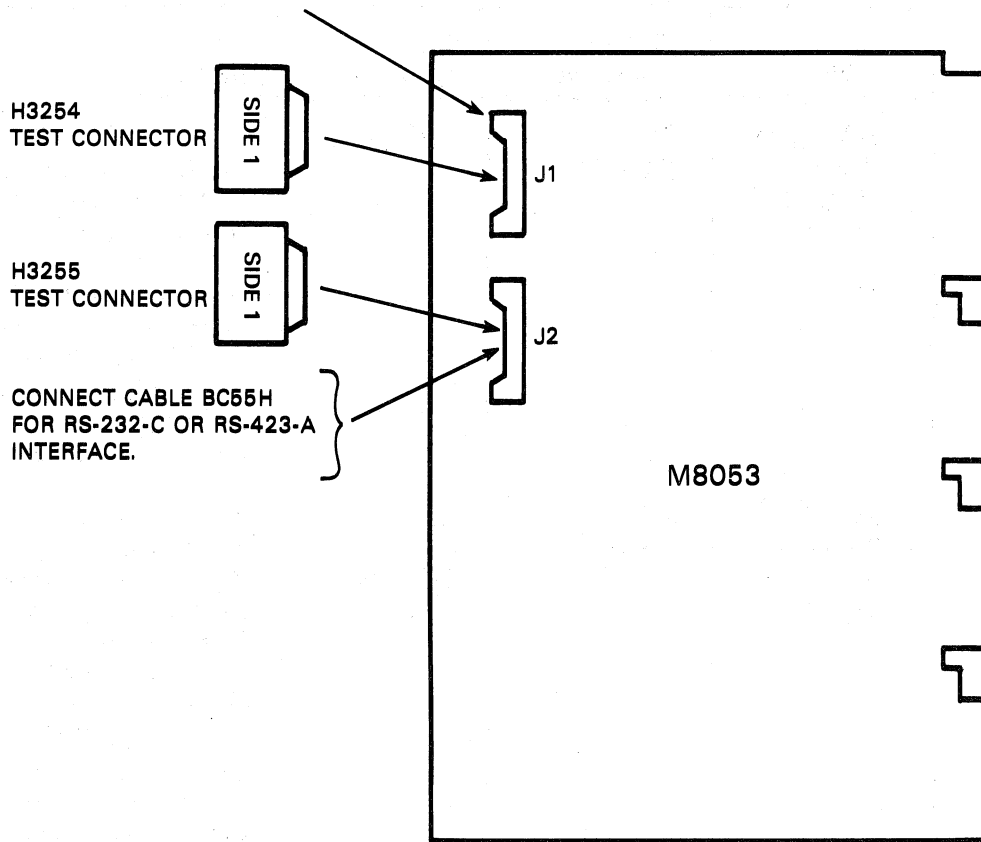 H3254
TEST CONNECTOR
SIDE 1
J1
H3255
TEST CONNECTOR
SIDE 1
J2
CONNECT CABLE BC55H
FOR RS-232-C OR RS-423-A
INTERFACE.
M8053